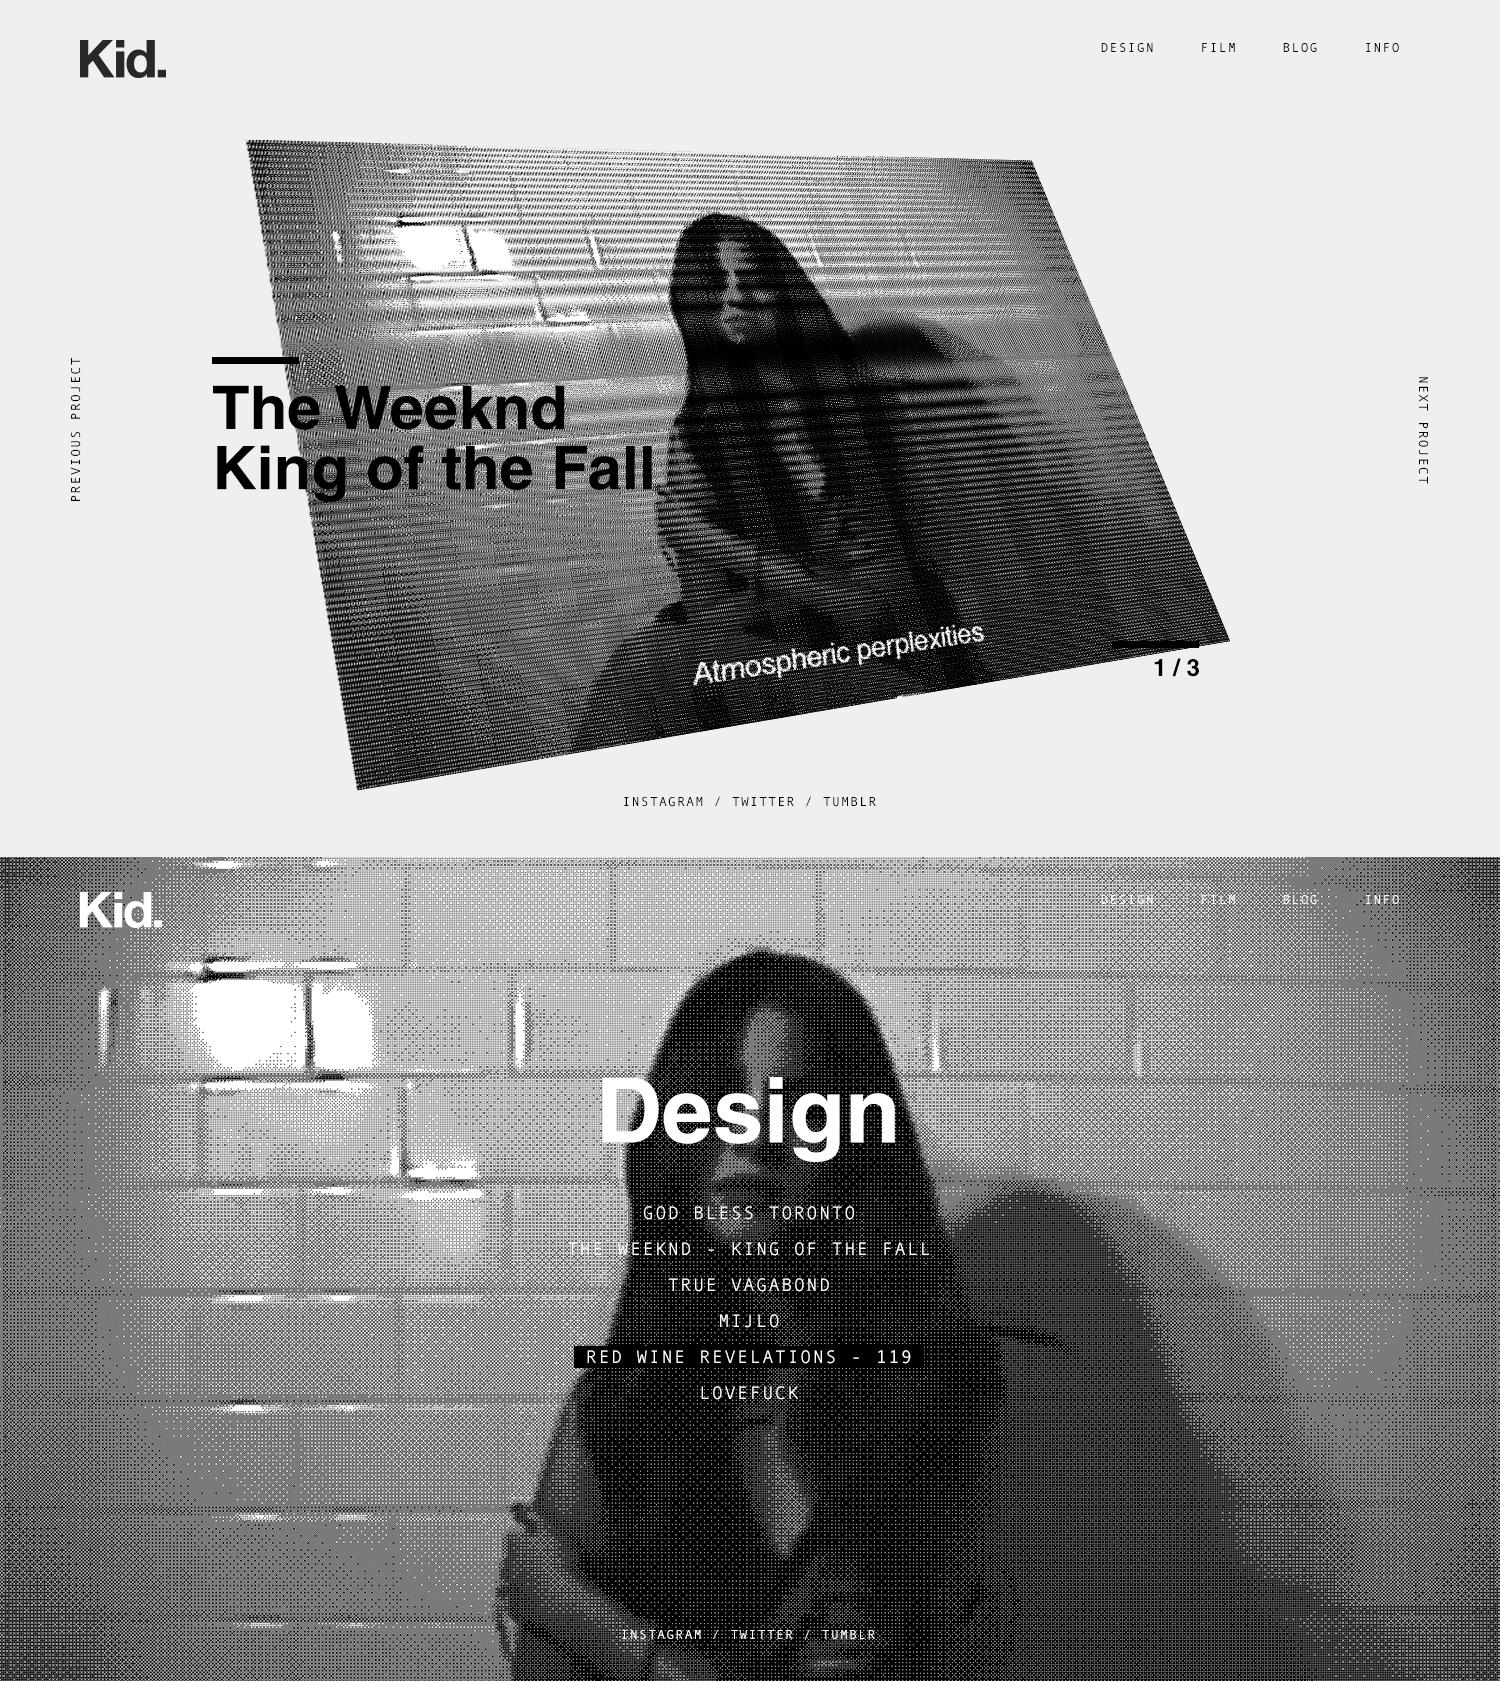 Kid.
DESIGN FILM BLOG INFO
PREVIOUS PROJECT
The Weeknd
King of the Fall
NEXT PROJECT
Atmospheric perplexities
1 / 3
INSTAGRAM / TWITTER / TUMBLR
Kid.
DESIGN FILM BLOG INFO
Design
GOD BLESS TORONTO
THE WEEKND - KING OF THE FALL
TRUE VAGABOND
MIJLO
RED WINE REVELATIONS - 119
LOVEFUCK
INSTAGRAM / TWITTER / TUMBLR